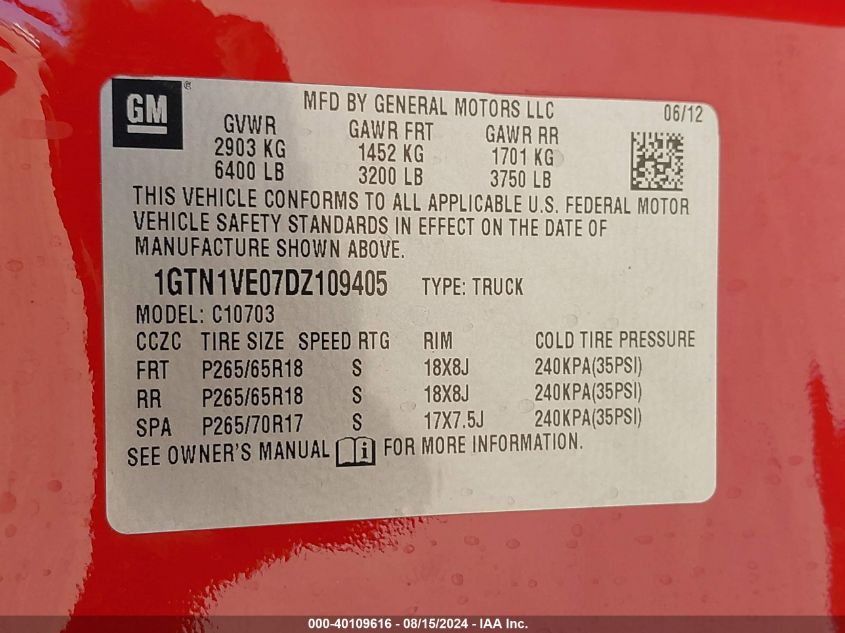 GM ®
MFD BY GENERAL MOTORS LLC 06/12
GVWR GAWR FRT GAWR RR
2903 KG 1452 KG 1701 KG
6400 LB 3200 LB 3750 LB
THIS VEHICLE CONFORMS TO ALL APPLICABLE U.S. FEDERAL MOTOR
VEHICLE SAFETY STANDARDS IN EFFECT ON THE DATE OF
MANUFACTURE SHOWN ABOVE.
1GTN1VE07DZ109405 TYPE: TRUCK
MODEL: C10703
CCZC TIRE SIZE SPEED RTG RIM COLD TIRE PRESSURE
FRT P265/65R18 S 18X8J 240KPA(35PSI)
RR P265/65R18 S 18X8J 240KPA(35PSI)
SPA P265/70R17 S 17X7.5J 240KPA(35PSI)
SEE OWNER'S MANUAL i FOR MORE INFORMATION.
000-40109616 - 08/15/2024 - IAA Inc.